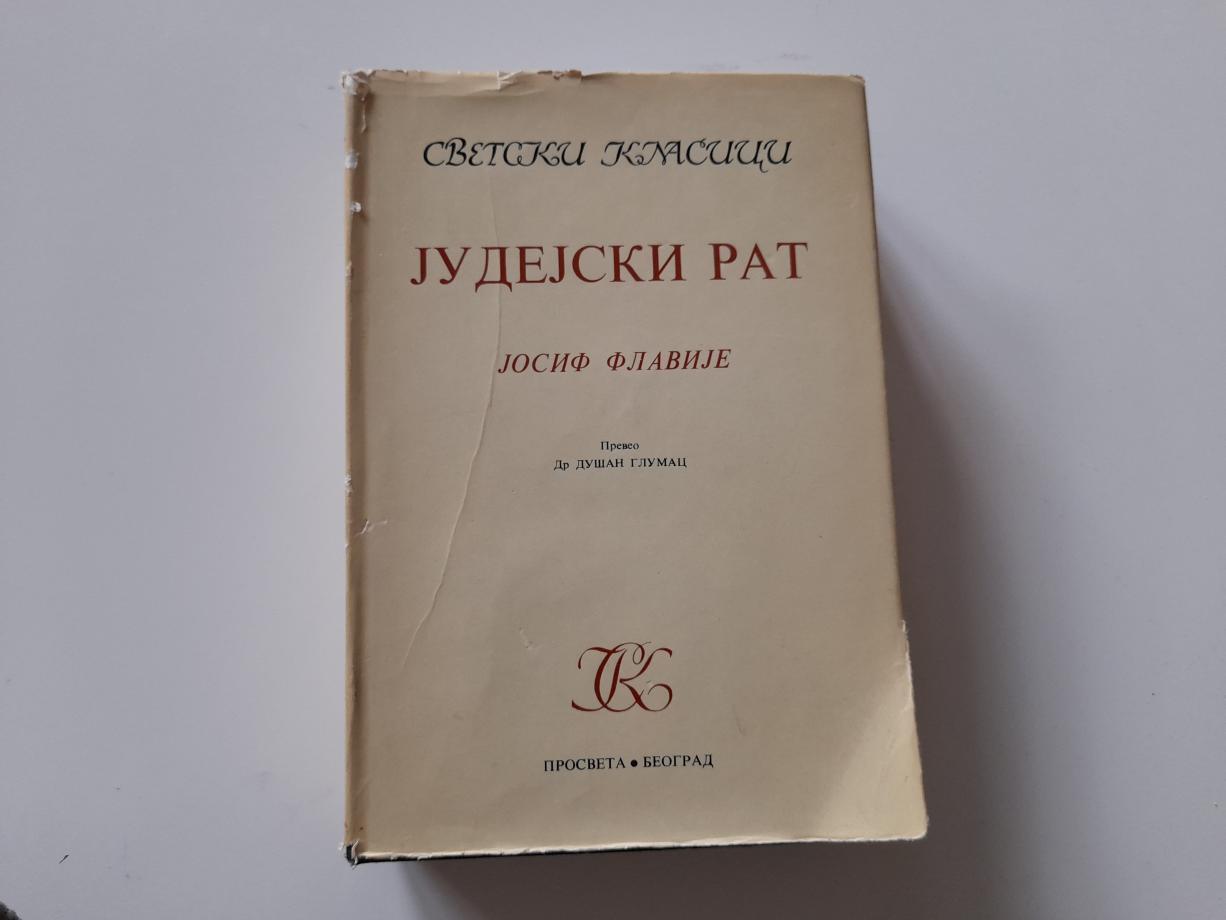 СВЕТСКИ КЛАСИЦИ
ЈУДЕЈСКИ РАТ
ЈОСИФ ФЛАВИЈЕ
Превео
Др ДУШАН ГЛУМАЦ
СК
ПРОСВЕТА • БЕОГРАД